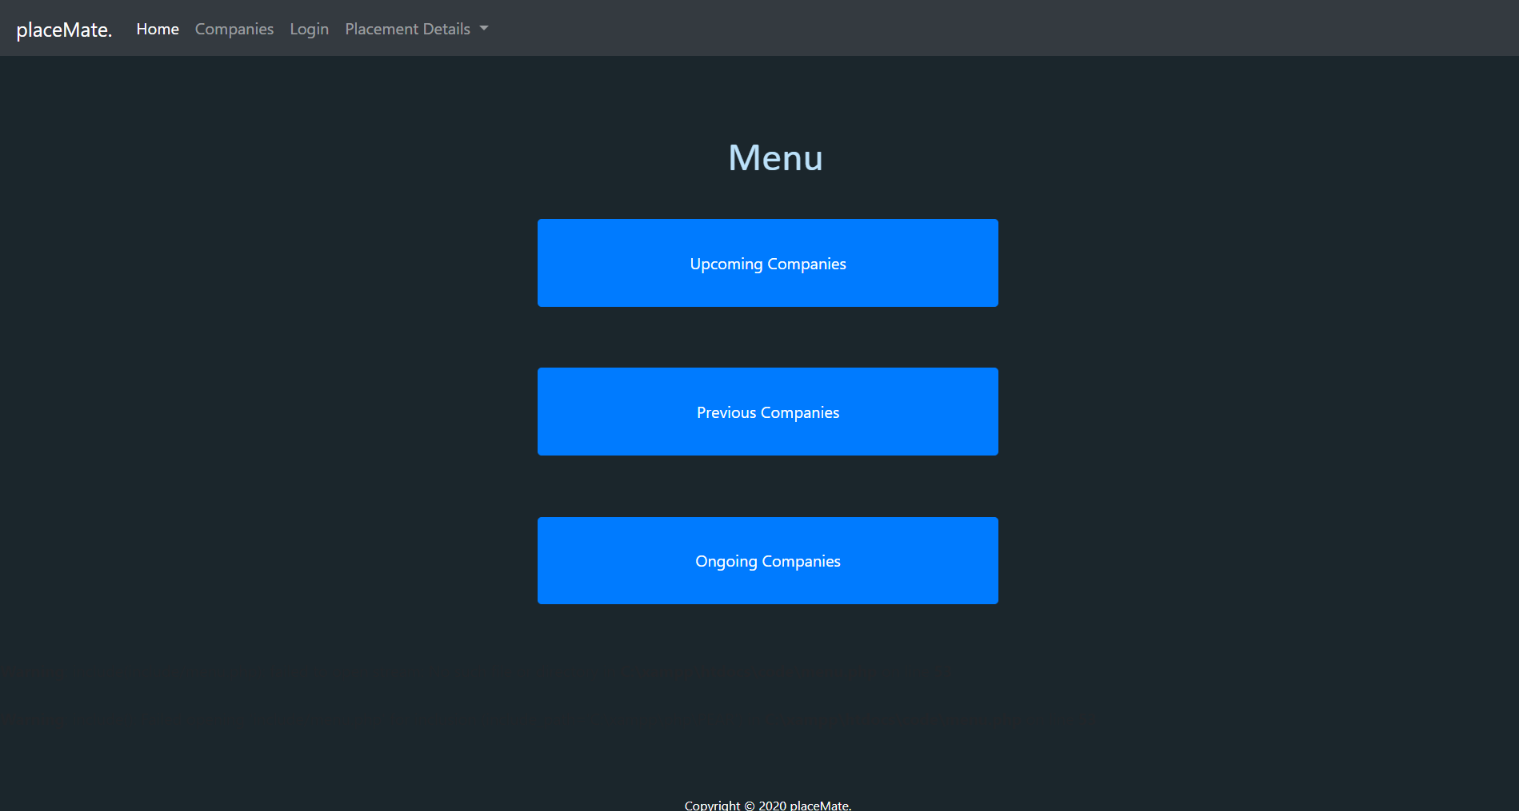 placeMate. Home Companies Login Placement Details
Menu
Upcoming Companies
Previous Companies
Ongoing Companies
Copyright © 2020 placeMate.